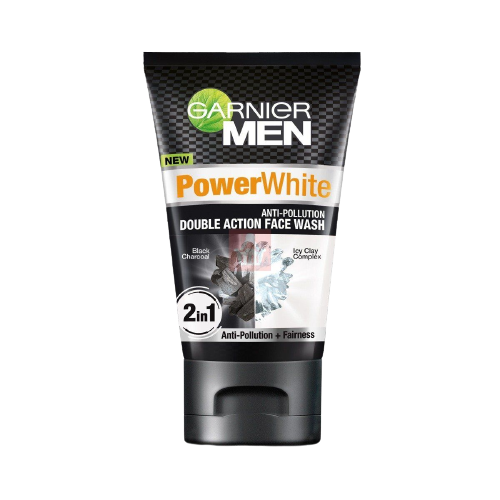 GARNIER
MEN
NEW
PowerWhite
ANTI-POLLUTION
DOUBLE ACTION FACE WASH
Black
Charcoal
Icy Clay
Complex
2in1
Anti-Pollution + Fairness